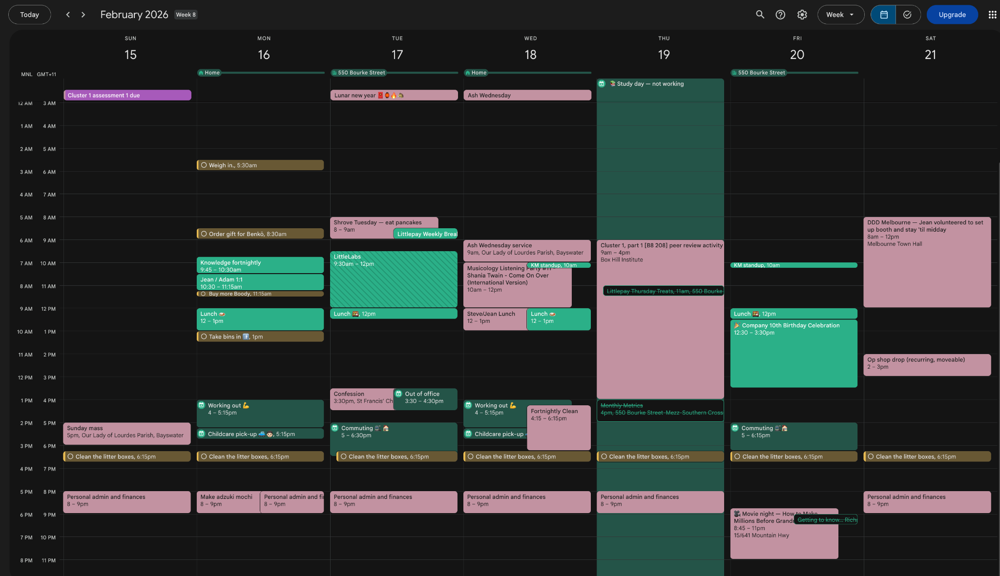 Today
February 2026
Week 8
Week
Upgrade
SUN
15
MON
16
TUE
17
WED
18
THU
19
FRI
20
SAT
21
MNL GMT+11
Home
550 Bourke Street
Home
550 Bourke Street
Cluster 1 assessment 1 due
Lunar new year
Ash Wednesday
Study day — not working
12 AM 3 AM
1 AM 4 AM
2 AM 5 AM
3 AM 6 AM
4 AM 7 AM
5 AM 8 AM
6 AM 9 AM
7 AM 10 AM
8 AM 11 AM
9 AM 12 PM
10 AM 1 PM
11 AM 2 PM
12 PM 3 PM
1 PM 4 PM
2 PM 5 PM
3 PM 6 PM
4 PM 7 PM
5 PM 8 PM
6 PM 9 PM
7 PM 10 PM
8 PM 11 PM
Sunday mass
5pm, Our Lady of Lourdes Parish, Bayswater
Clean the litter boxes, 6:15pm
Personal admin and finances
8 – 9pm
Weigh in., 5:30am
Order gift for Benkö, 8:30am
Knowledge fortnightly
9:45 – 10:30am
Jean / Adam 1:1
10:30 – 11:15am
Buy more Boody, 11:15am
Lunch
12 – 1pm
Take bins in, 1pm
Working out
4 – 5:15pm
Childcare pick-up, 5:15pm
Clean the litter boxes, 6:15pm
Make adzuki mochi
8 – 9pm
Personal admin and fi
8 – 9pm
Shrove Tuesday — eat pancakes
8 – 9am
Littlepay Weekly Brea
LittleLabs
9:30am – 12pm
Lunch, 12pm
Confession
3:30pm, St Francis' Ch
Out of office
3:30 – 4:30pm
Commuting
5 – 6:30pm
Clean the litter boxes, 6:15pm
Personal admin and finances
8 – 9pm
Ash Wednesday service
9am, Our Lady of Lourdes Parish, Bayswater
KM standup, 10am
Musicology Listening Party #11 -
Shania Twain - Come On Over
(International Version)
10am – 12pm
Steve/Jean Lunch
12 – 1pm
Lunch
12 – 1pm
Working out
4 – 5:15pm
Fortnightly Clean
4:15 – 6:15pm
Childcare pick-up
Clean the litter boxes, 6:15pm
Personal admin and finances
8 – 9pm
Cluster 1, part 1 [B8 208] peer review activity
9am – 4pm
Box Hill Institute
Littlepay Thursday Treats, 11am, 550 Bourke
Monthly Metrics
4pm, 550 Bourke Street-Mezz-Southern Cross
Clean the litter boxes, 6:15pm
Personal admin and finances
8 – 9pm
KM standup, 10am
Lunch, 12pm
Company 10th Birthday Celebration
12:30 – 3:30pm
Commuting
5 – 6:15pm
Clean the litter boxes, 6:15pm
Movie night — How to Make
Millions Before Grand
8:45 – 11pm
15/641 Mountain Hwy
Getting to know... Rich
DDD Melbourne — Jean volunteered to set
up booth and stay 'til midday
8am – 12pm
Melbourne Town Hall
Op shop drop (recurring, moveable)
2 – 3pm
Clean the litter boxes, 6:15pm
Personal admin and finances
8 – 9pm